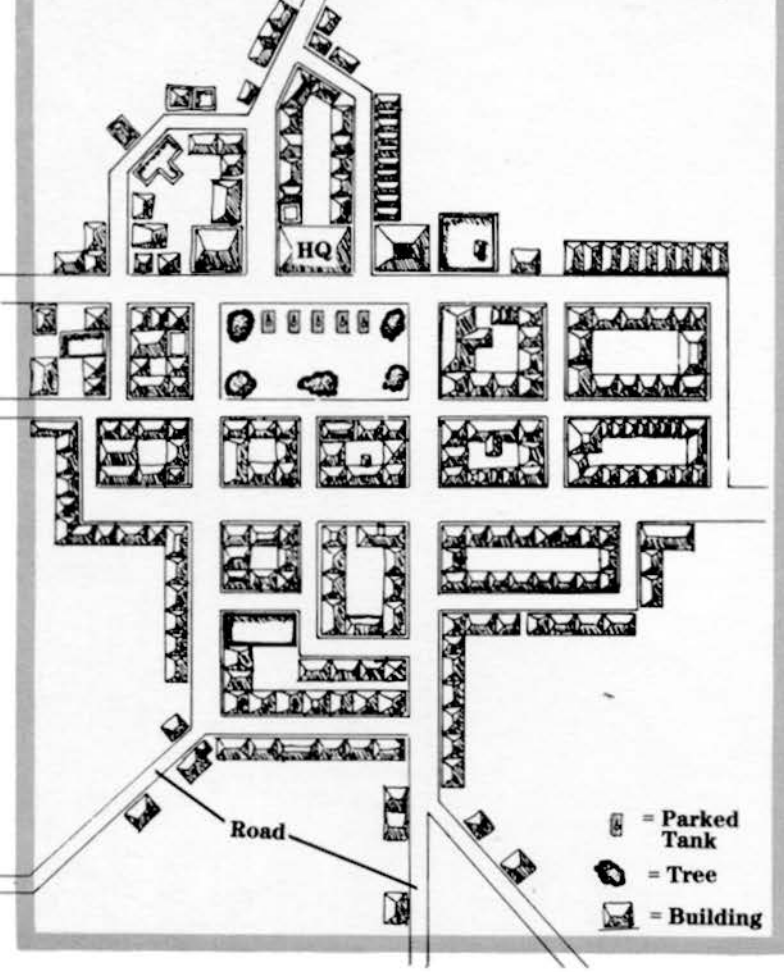 HQ
Road
= Parked
Tank
= Tree
= Building